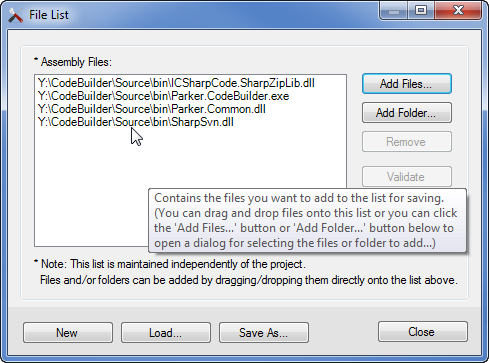 File List
* Assembly Files:
Y:\CodeBuilder\Source\bin\ICSharpCode.SharpZipLib.dll
Y:\CodeBuilder\Source\bin\Parker.CodeBuilder.exe
Y:\CodeBuilder\Source\bin\Parker.Common.dll
Y:\CodeBuilder\Source\bin\SharpSvn.dll
Add Files...
Add Folder...
Remove
Validate
Contains the files you want to add to the list for saving.
(You can drag and drop files onto this list or you can click
the 'Add Files...' button or 'Add Folder...' button below to
open a dialog for selecting the files or folder to add...)
* Note: This list is maintained independently of the project.
Files and/or folders can be added by dragging/dropping them directly onto the list above.
New
Load...
Save As...
Close